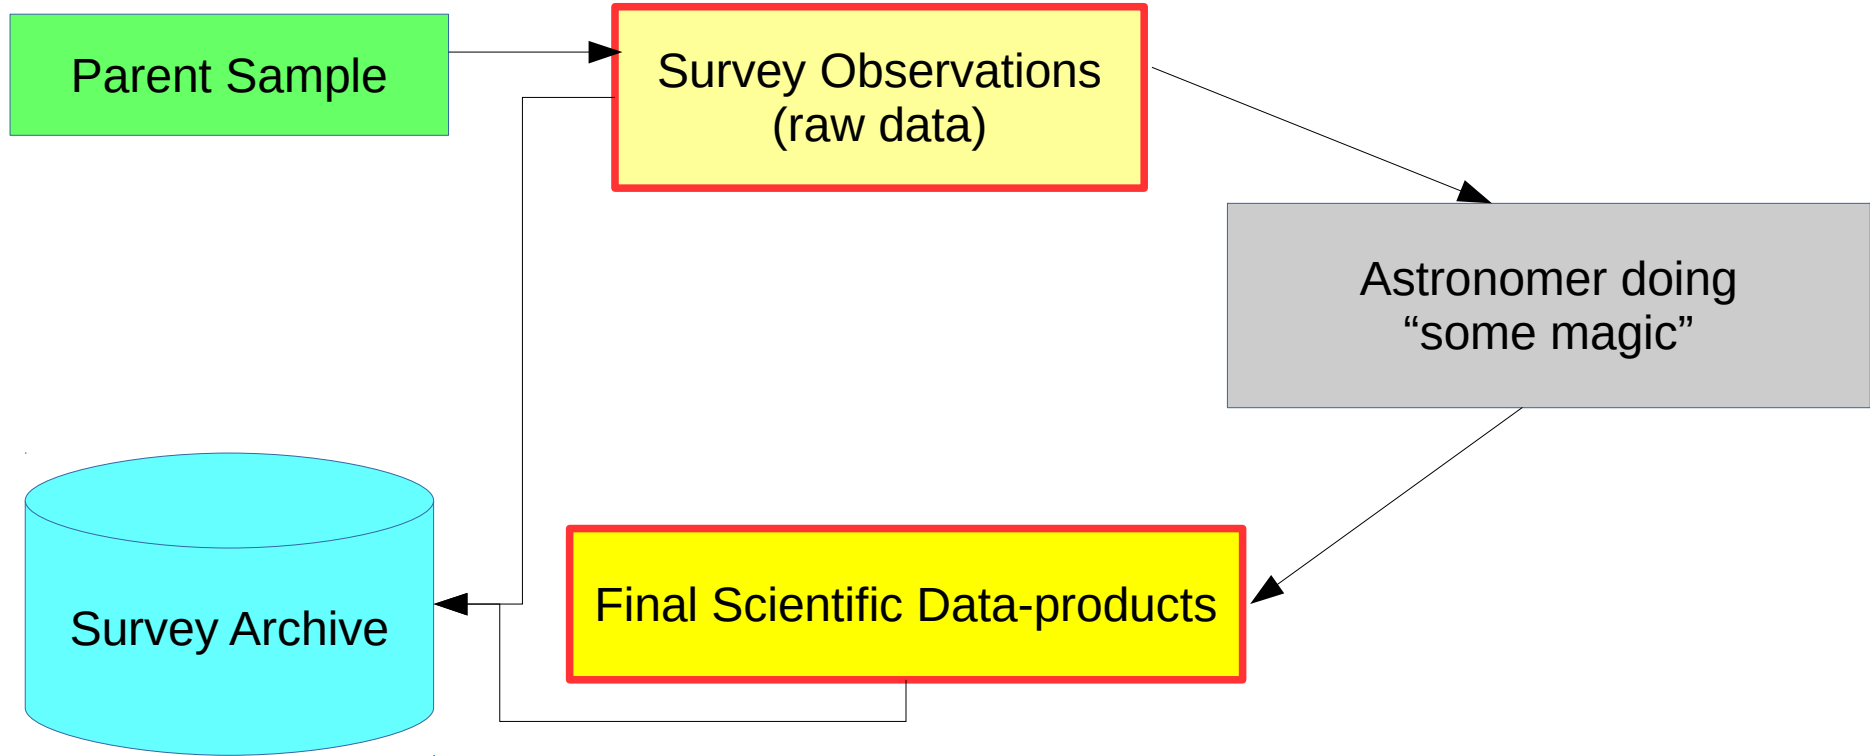 Parent Sample
Survey Observations
(raw data)
Astronomer doing
“some magic”
Survey Archive
Final Scientific Data-products